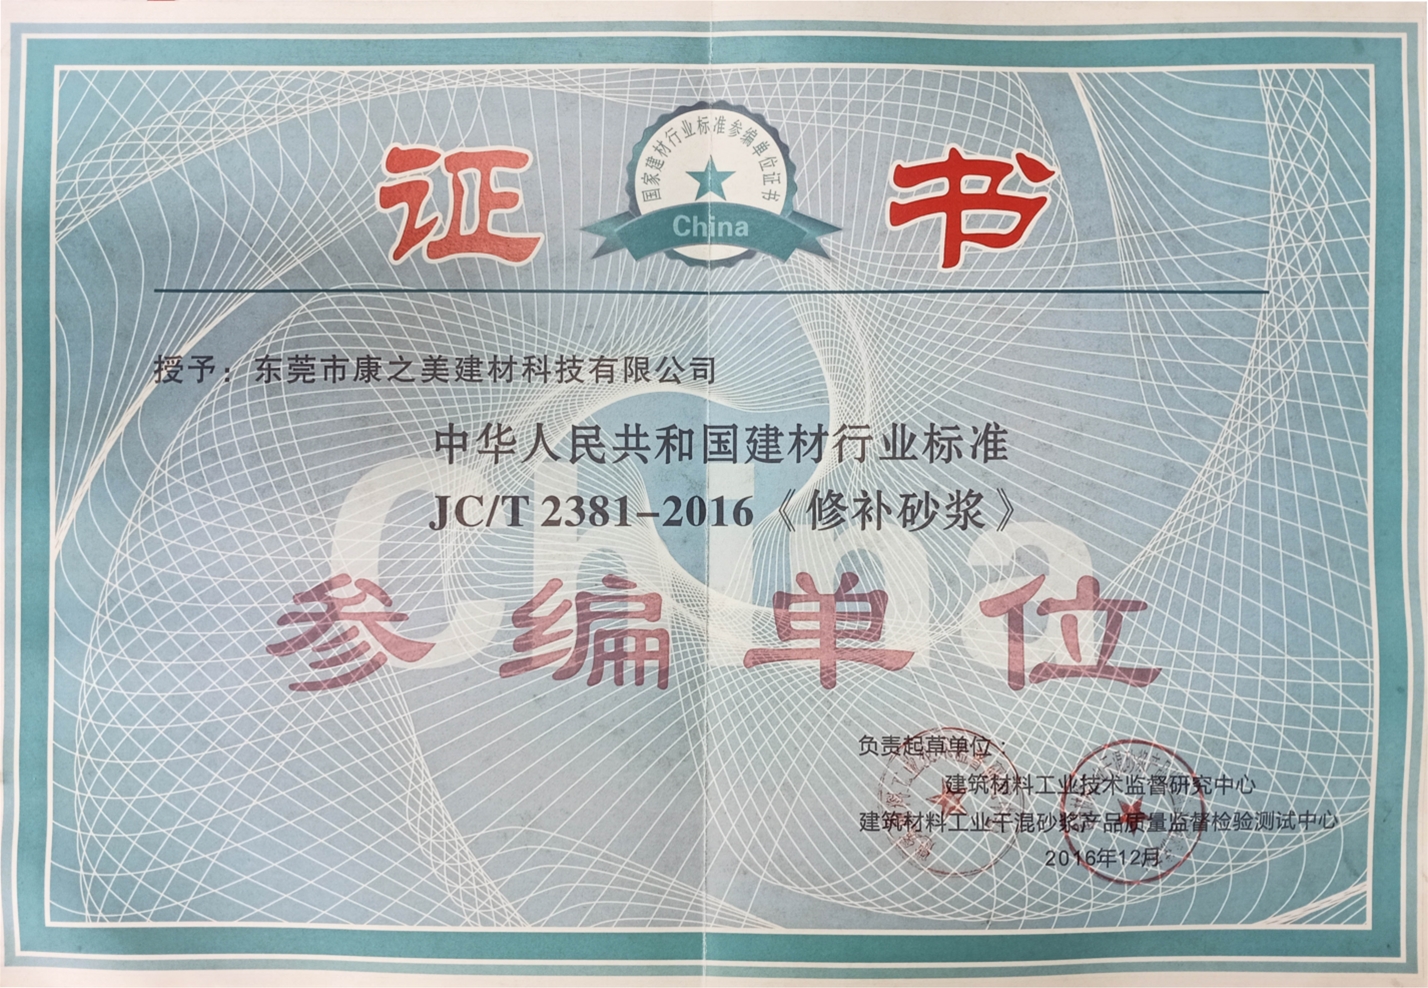 证 书
国家建材行业标准参编单位证书
China
授予：东莞市康之美建材科技有限公司
中华人民共和国建材行业标准
JC/T 2381-2016《修补砂浆》
China
参编单位
负责起草单位：
建筑材料工业技术监督研究中心
建筑材料工业干混砂浆产品质量监督检验测试中心
2016年12月